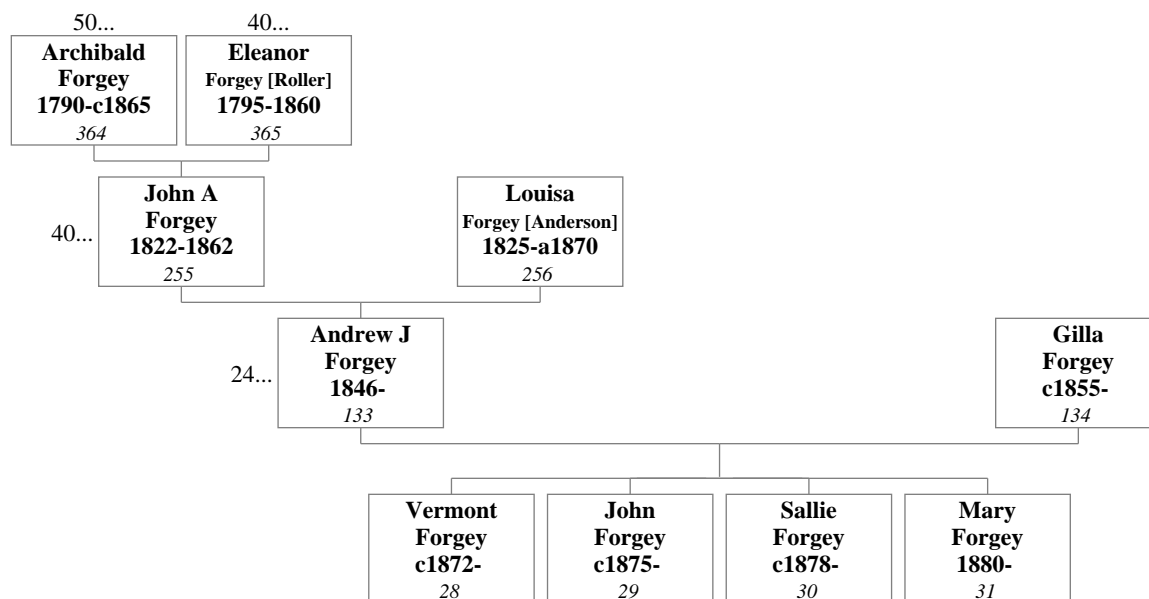 50...
40...
Archibald
Forgey
1790-c1865
364
Eleanor
Forgey [Roller]
1795-1860
365
40...
John A
Forgey
1822-1862
255
Louisa
Forgey [Anderson]
1825-a1870
256
24...
Andrew J
Forgey
1846-
133
Gilla
Forgey
c1855-
134
Vermont
Forgey
c1872-
28
John
Forgey
c1875-
29
Sallie
Forgey
c1878-
30
Mary
Forgey
1880-
31